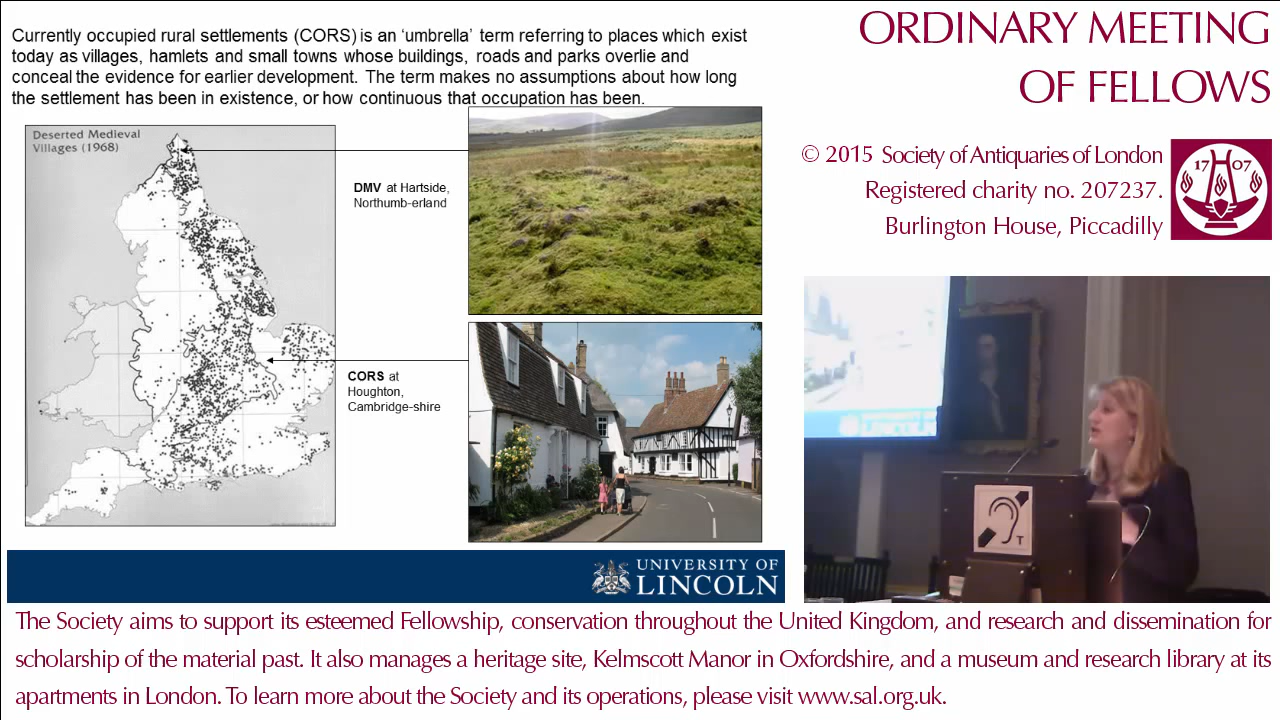 Currently occupied rural settlements (CORS) is an ‘umbrella’ term referring to places which exist
today as villages, hamlets and small towns whose buildings, roads and parks overlie and
conceal the evidence for earlier development. The term makes no assumptions about how long
the settlement has been in existence, or how continuous that occupation has been.
Deserted Medieval
Villages (1968)
DMV at Hartside,
Northumb-erland
CORS at
Houghton,
Cambridge-shire
UNIVERSITY OF
LINCOLN
ORDINARY MEETING
OF FELLOWS
© 2015 Society of Antiquaries of London
Registered charity no. 207237.
Burlington House, Piccadilly
17 07
T
The Society aims to support its esteemed Fellowship, conservation throughout the United Kingdom, and research and dissemination for
scholarship of the material past. It also manages a heritage site, Kelmscott Manor in Oxfordshire, and a museum and research library at its
apartments in London. To learn more about the Society and its operations, please visit www.sal.org.uk.